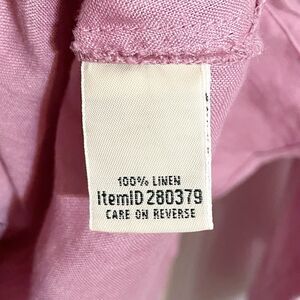 100% LINEN
ItemID 280379
CARE ON REVERSE